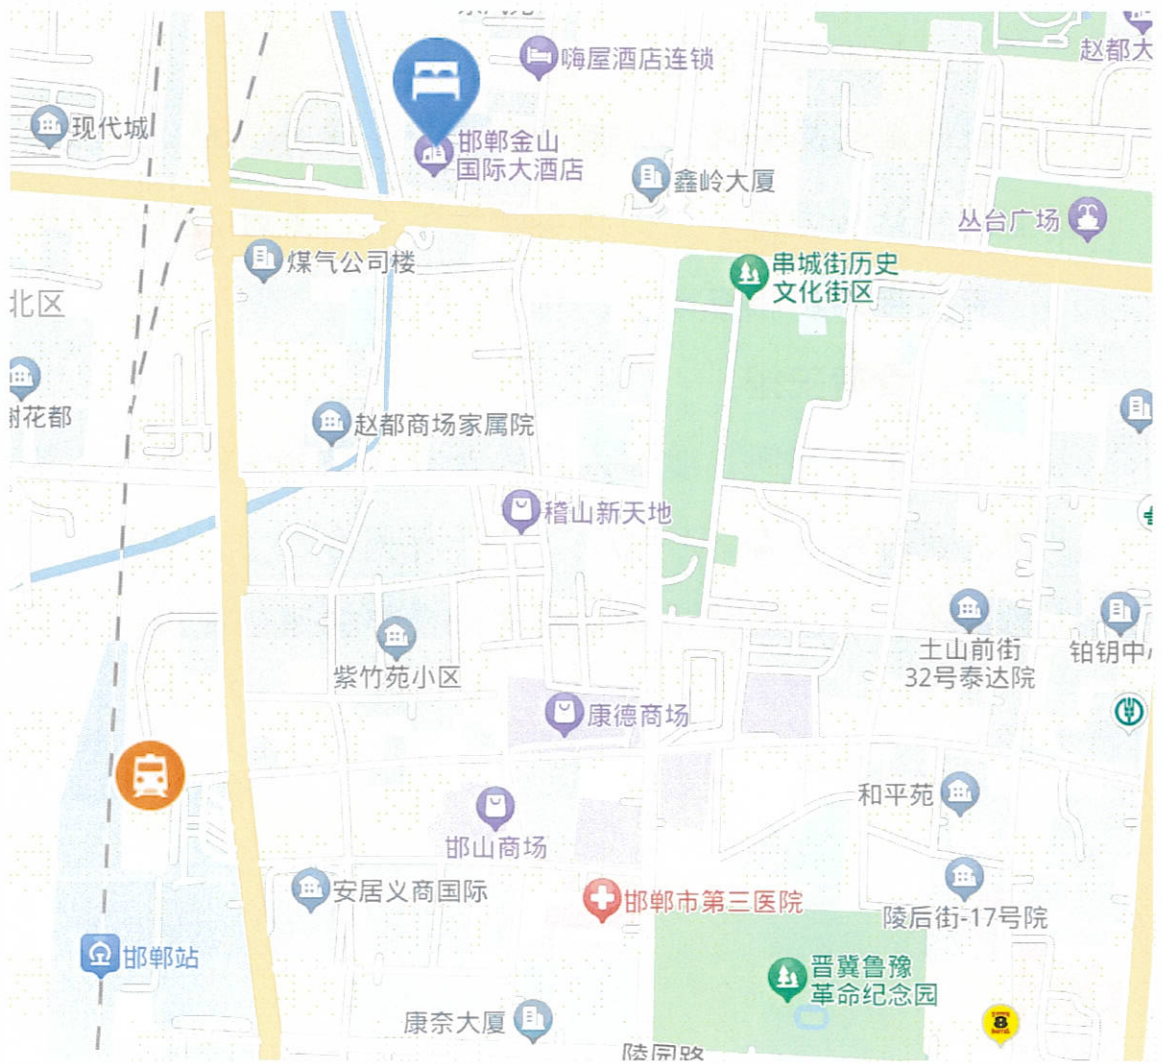 嗨屋酒店连锁
赵都大
现代城
邯郸金山
国际大酒店
鑫岭大厦
丛台广场
煤气公司楼
串城街历史
文化街区
北区
花都
赵都商场家属院
稽山新天地
土山前街
32号泰达院
铂钥中
紫竹苑小区
康德商场
和平苑
邯山商场
安居义商国际
邯郸市第三医院
陵后街-17号院
邯郸站
晋冀鲁豫
革命纪念园
康奈大厦
8
陵园路